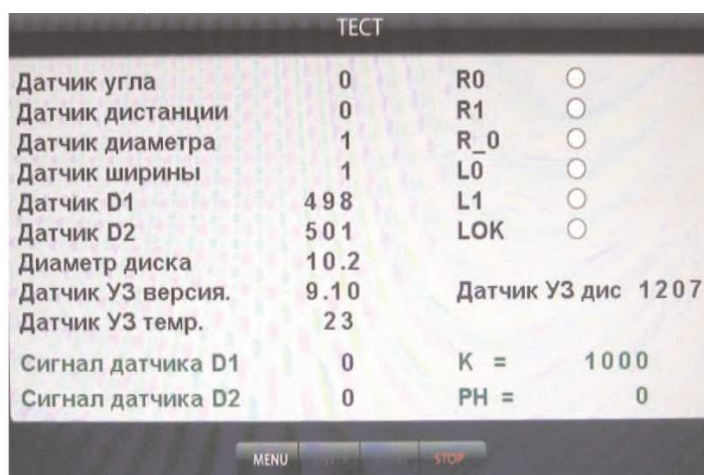 ТЕСТ
Датчик угла 0 R0
Датчик дистанции 0 R1
Датчик диаметра 1 R_0
Датчик ширины 1 L0
Датчик D1 498 L1
Датчик D2 501 LOK
Диаметр диска 10.2
Датчик УЗ версия. 9.10 Датчик УЗ дис 1207
Датчик УЗ темр. 23
Сигнал датчика D1 0 K = 1000
Сигнал датчика D2 0 PH = 0
MENU STOP